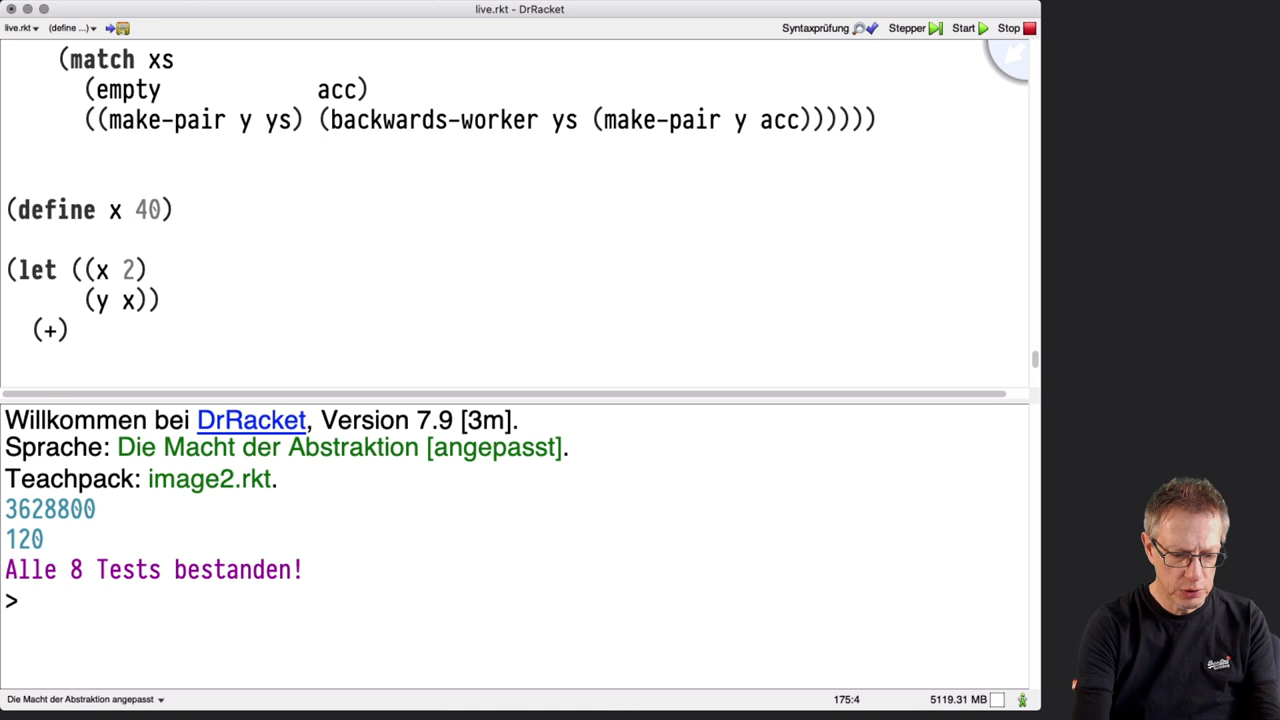 live.rkt - DrRacket
live.rkt (define ...) Syntaxprüfung Stepper Start Stop
(match xs
(empty acc)
((make-pair y ys) (backwards-worker ys (make-pair y acc))))))
(define x 40)
(let ((x 2)
(y x))
(+)
Willkommen bei DrRacket, Version 7.9 [3m].
Sprache: Die Macht der Abstraktion [angepasst].
Teachpack: image2.rkt.
3628800
120
Alle 8 Tests bestanden!
>
Die Macht der Abstraktion angepasst 175:4 5119.31 MB